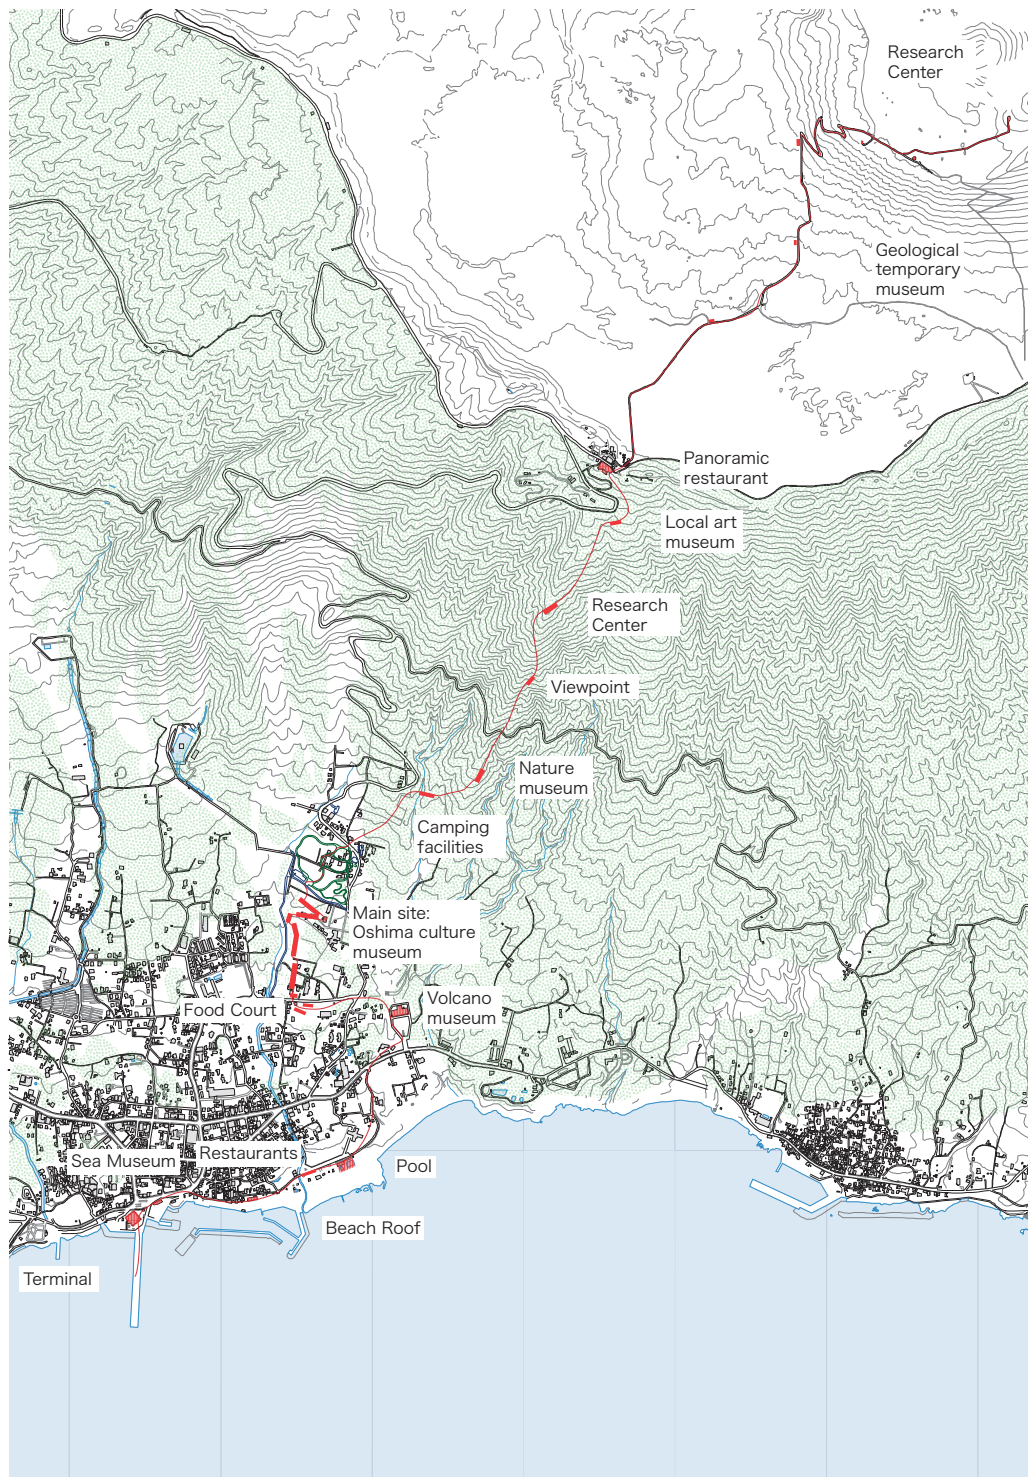 Research
Center
Geological
temporary
museum
Panoramic
restaurant
Local art
museum
Research
Center
Viewpoint
Nature
museum
Camping
facilities
Main site:
Oshima culture
museum
Food Court
Volcano
museum
Sea Museum
Restaurants
Pool
Beach Roof
Terminal